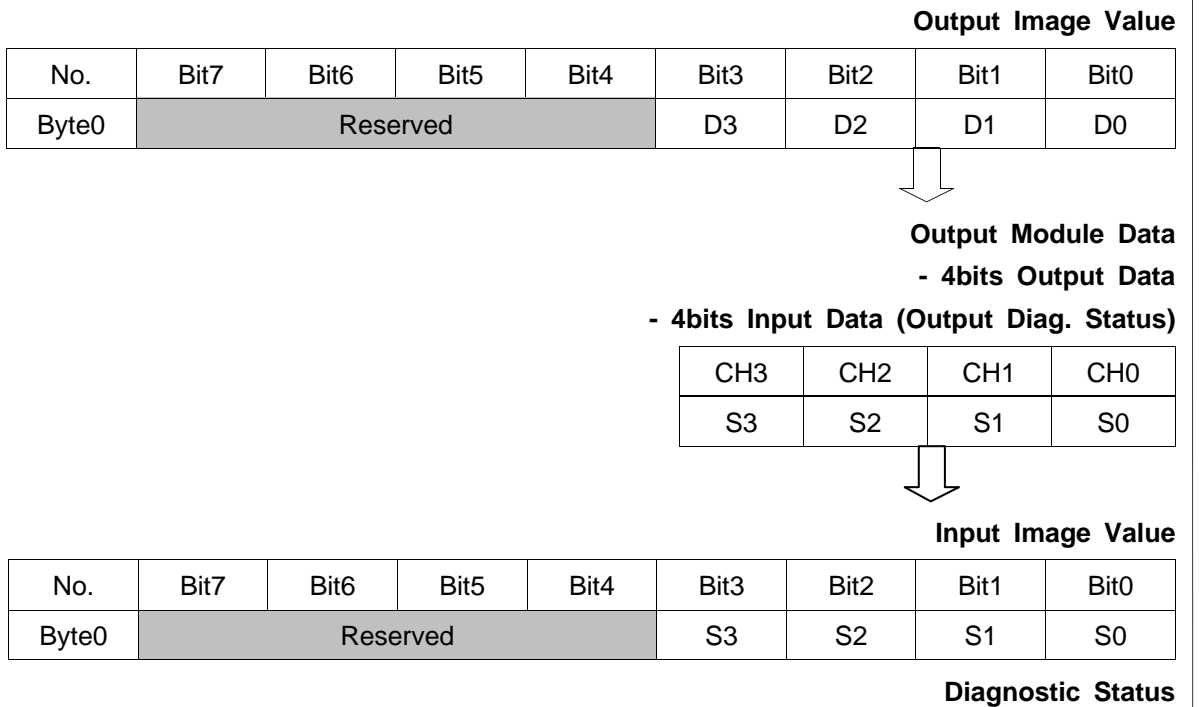 Output Image Value
No. Bit7 Bit6 Bit5 Bit4 Bit3 Bit2 Bit1 Bit0
Byte0 Reserved D3 D2 D1 D0
Output Module Data
- 4bits Output Data
- 4bits Input Data (Output Diag. Status)
CH3 CH2 CH1 CH0
S3 S2 S1 S0
Input Image Value
No. Bit7 Bit6 Bit5 Bit4 Bit3 Bit2 Bit1 Bit0
Byte0 Reserved S3 S2 S1 S0
Diagnostic Status